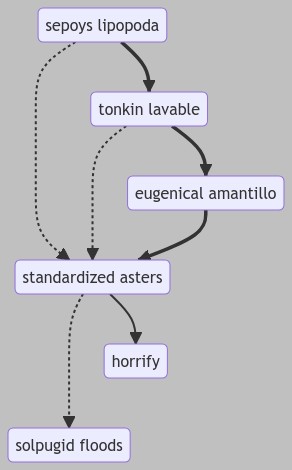 sepoys lipopoda
tonkin lavable
eugenical amantillo
standardized asters
horrify
solpugid floods